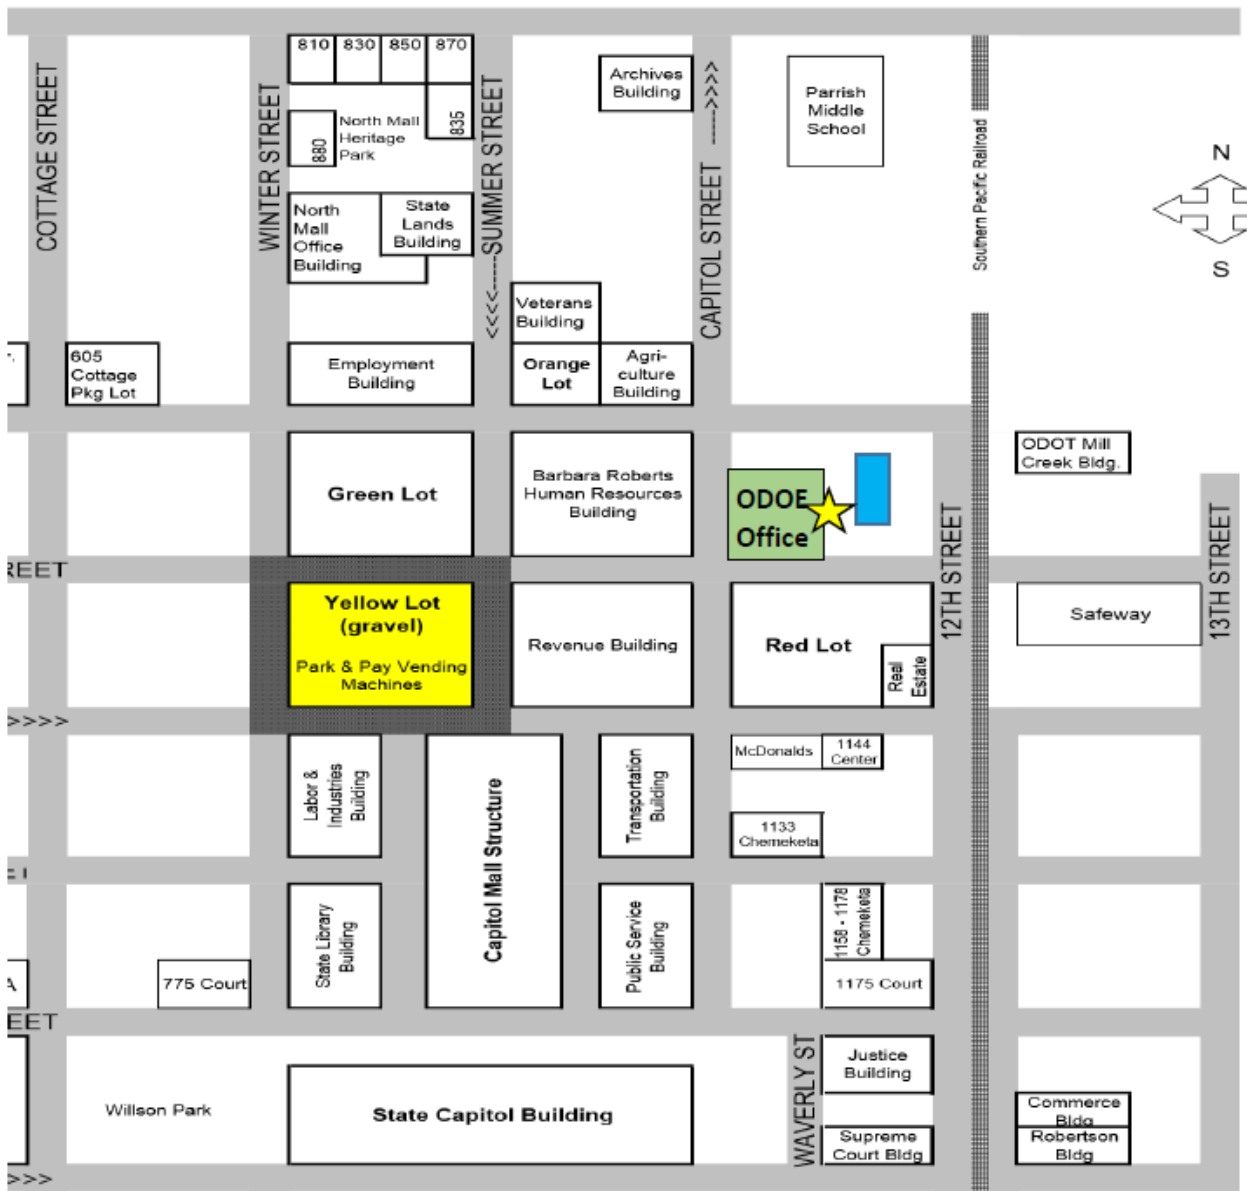 810
830
850
870
Archives
Building
>>>>
---->
CAPITOL STREET
COTTAGE STREET
WINTER STREET
SUMMER STREET
<<<<----
North Mall
Heritage
Park
880
835
Parrish
Middle
School
Southern Pacific Railroad
N
S
North
Mall
Office
Building
State
Lands
Building
Veterans
Building
605
Cottage
Pkg Lot
Employment
Building
Orange
Lot
Agri-
culture
Building
Green Lot
Barbara Roberts
Human Resources
Building
ODOE
Office
ODOT Mill
Creek Bldg.
12TH STREET
13TH STREET
REET
Yellow Lot
(gravel)
Park & Pay Vending
Machines
Revenue Building
Red Lot
Real
Estate
Safeway
>>>>
Labor &
Industries
Building
Capitol Mall Structure
Transportation
Building
McDonalds
1144
Center
1133
Chemeketa
State Library
Building
Public Service
Building
1158 - 1178
Chemeketa
A
775 Court
1175 Court
EET
Willson Park
State Capitol Building
WAVERLY ST
Justice
Building
Supreme
Court Bldg
Commerce
Bldg
Robertson
Bldg
>>>